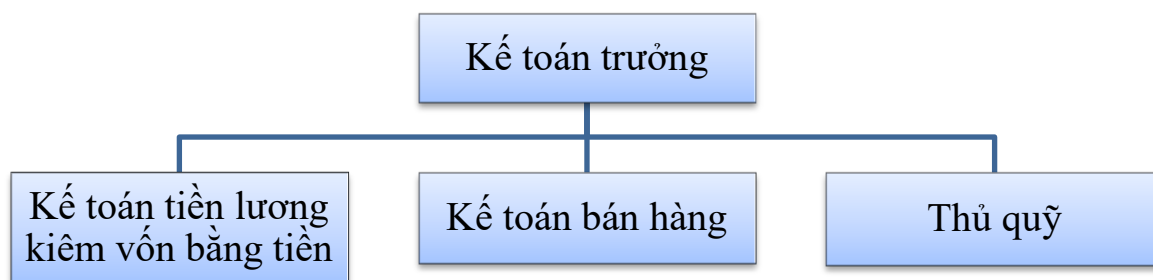 Kế toán trưởng
Kế toán tiền lương
kiêm vốn bằng tiền
Kế toán bán hàng
Thủ quỹ